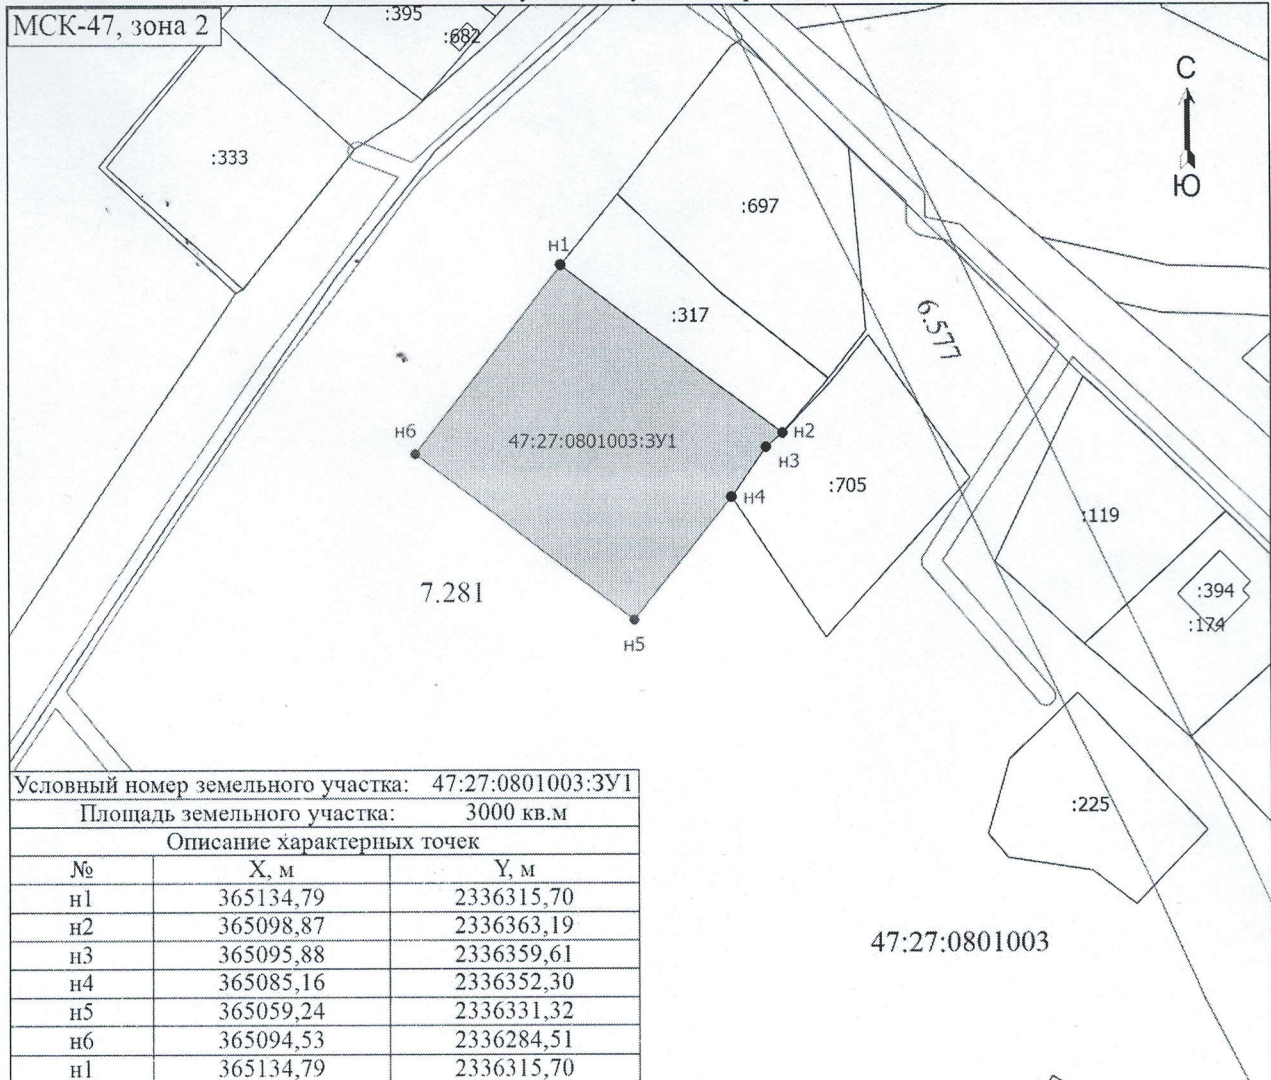 МСК-47, зона 2
:395
:682
С
Ю
:333
:697
н1
:317
6.577
н6
47:27:0801003:ЗУ1
н2
н3
:705
н4
:119
7.281
:394
:174
н5
Условный номер земельного участка: 47:27:0801003:ЗУ1
Площадь земельного участка: 3000 кв.м
:225
Описание характерных точек
№ X, м Y, м
н1 365134,79 2336315,70
н2 365098,87 2336363,19
47:27:0801003
н3 365095,88 2336359,61
н4 365085,16 2336352,30
н5 365059,24 2336331,32
н6 365094,53 2336284,51
н1 365134,79 2336315,70